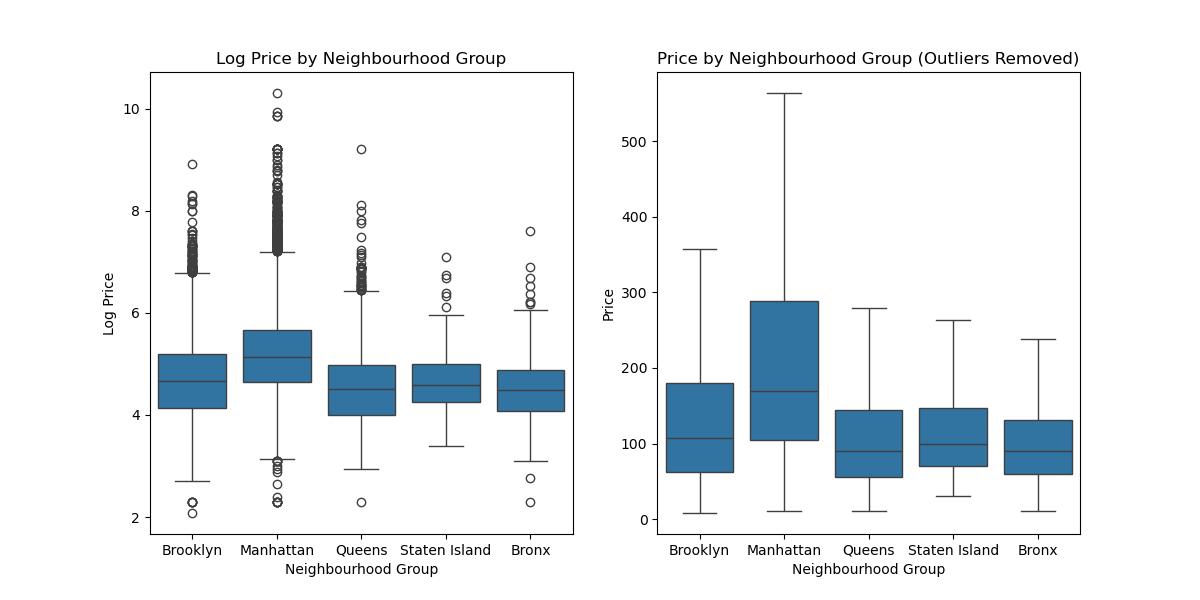 Log Price by Neighbourhood Group
Log Price
10
8
6
4
2
Brooklyn Manhattan Queens Staten Island Bronx
Neighbourhood Group
Price by Neighbourhood Group (Outliers Removed)
Price
500
400
300
200
100
0
Brooklyn Manhattan Queens Staten Island Bronx
Neighbourhood Group